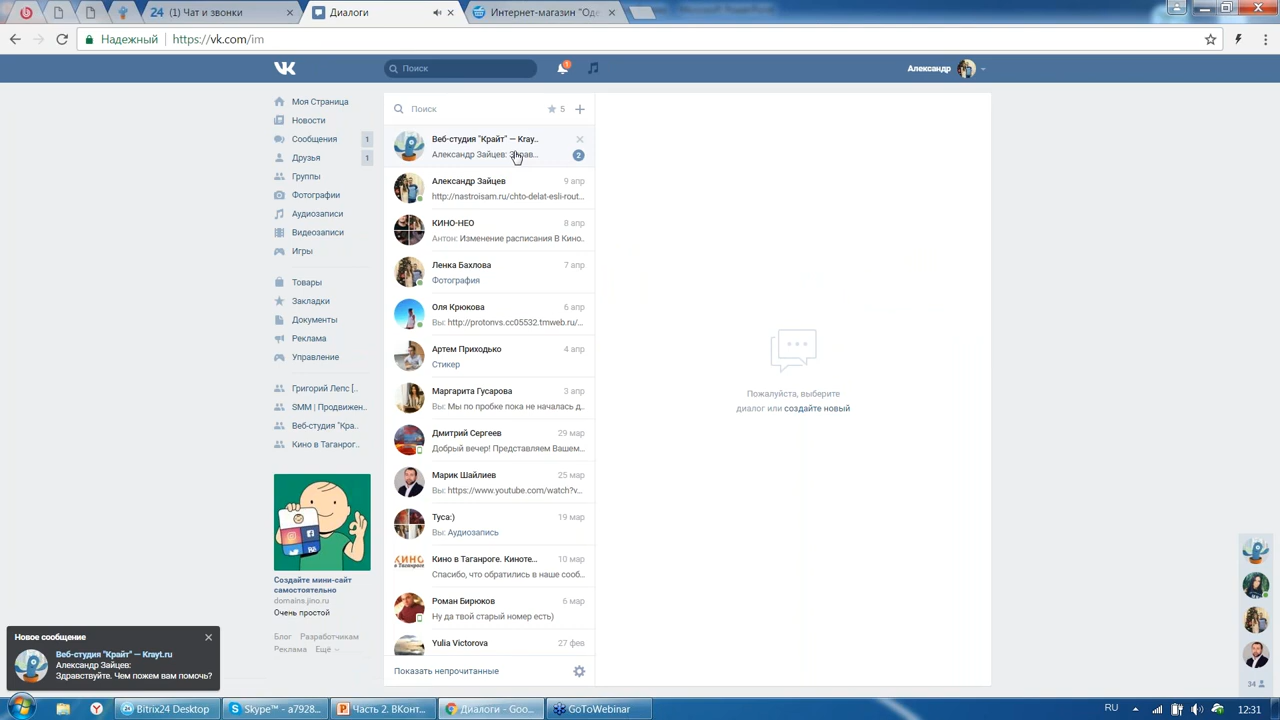 24 (1) Чат и звонки
Диалоги
Интернет-магазин "Оде
Надежный
https://vk.com/im
Поиск
1
Александр
Моя Страница
Новости
Сообщения 1
Друзья 1
Группы
Фотографии
Аудиозаписи
Видеозаписи
Игры
Товары
Закладки
Документы
Реклама
Управление
Григорий Лепс [..
SMM | Продвижен..
Веб-студия "Кра..
Кино в Таганрог..
Создайте мини-сайт
самостоятельно
domains.jino.ru
Очень простой
Блог Разработчикам
Реклама Ещё
Поиск 5
Веб-студия "Крайт" — Kray..
Александр Зайцев: Здрав... 2
Александр Зайцев 9 апр
http://nastroisam.ru/chto-delat-esli-rout...
КИНО-НЕО 8 апр
Антон: Изменение расписания В Кино..
Ленка Бахлова 7 апр
Фотография
Оля Крюкова 6 апр
Вы: http://protonvs.cc05532.tmweb.ru/...
Артем Приходько 4 апр
Стикер
Маргарита Гусарова 3 апр
Вы: Мы по пробке пока не началась д..
Дмитрий Сергеев 29 мар
Добрый вечер! Представляем Вашем..
Марик Шайлиев 25 мар
Вы: https://www.youtube.com/watch?v...
Туса:) 19 мар
Вы: Аудиозапись
Кино в Таганроге. Киноте... 10 мар
Спасибо, что обратились в наше сооб...
Роман Бирюков 6 мар
Ну да твой старый номер есть)
Yulia Victorova 27 фев
Показать непрочитанные
Пожалуйста, выберите
диалог или создайте новый
34
Новое сообщение
Веб-студия "Крайт" — Krayt.ru
Александр Зайцев:
Здравствуйте. Чем пожем вам помочь?
Bitrix24 Desktop
Skype™ - a7928...
Часть 2. ВКонт...
Диалоги - Goo...
GoToWebinar
RU
12:31